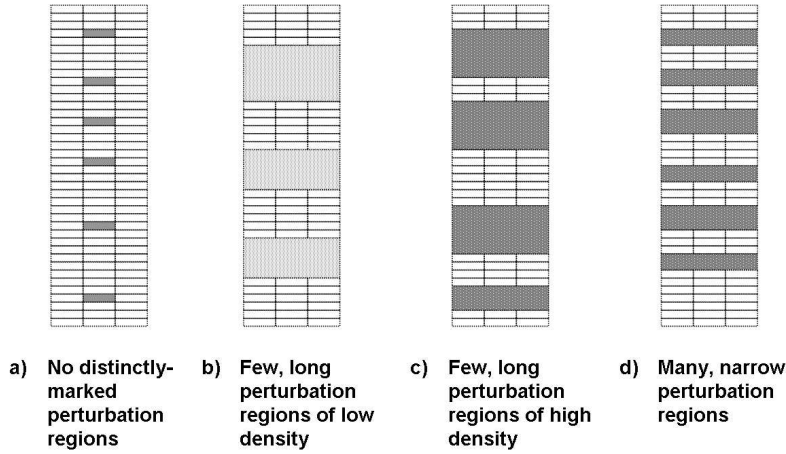 a) No distinctly-
marked
perturbation
regions
b) Few, long
perturbation
regions of low
density
c) Few, long
perturbation
regions of high
density
d) Many, narrow
perturbation
regions